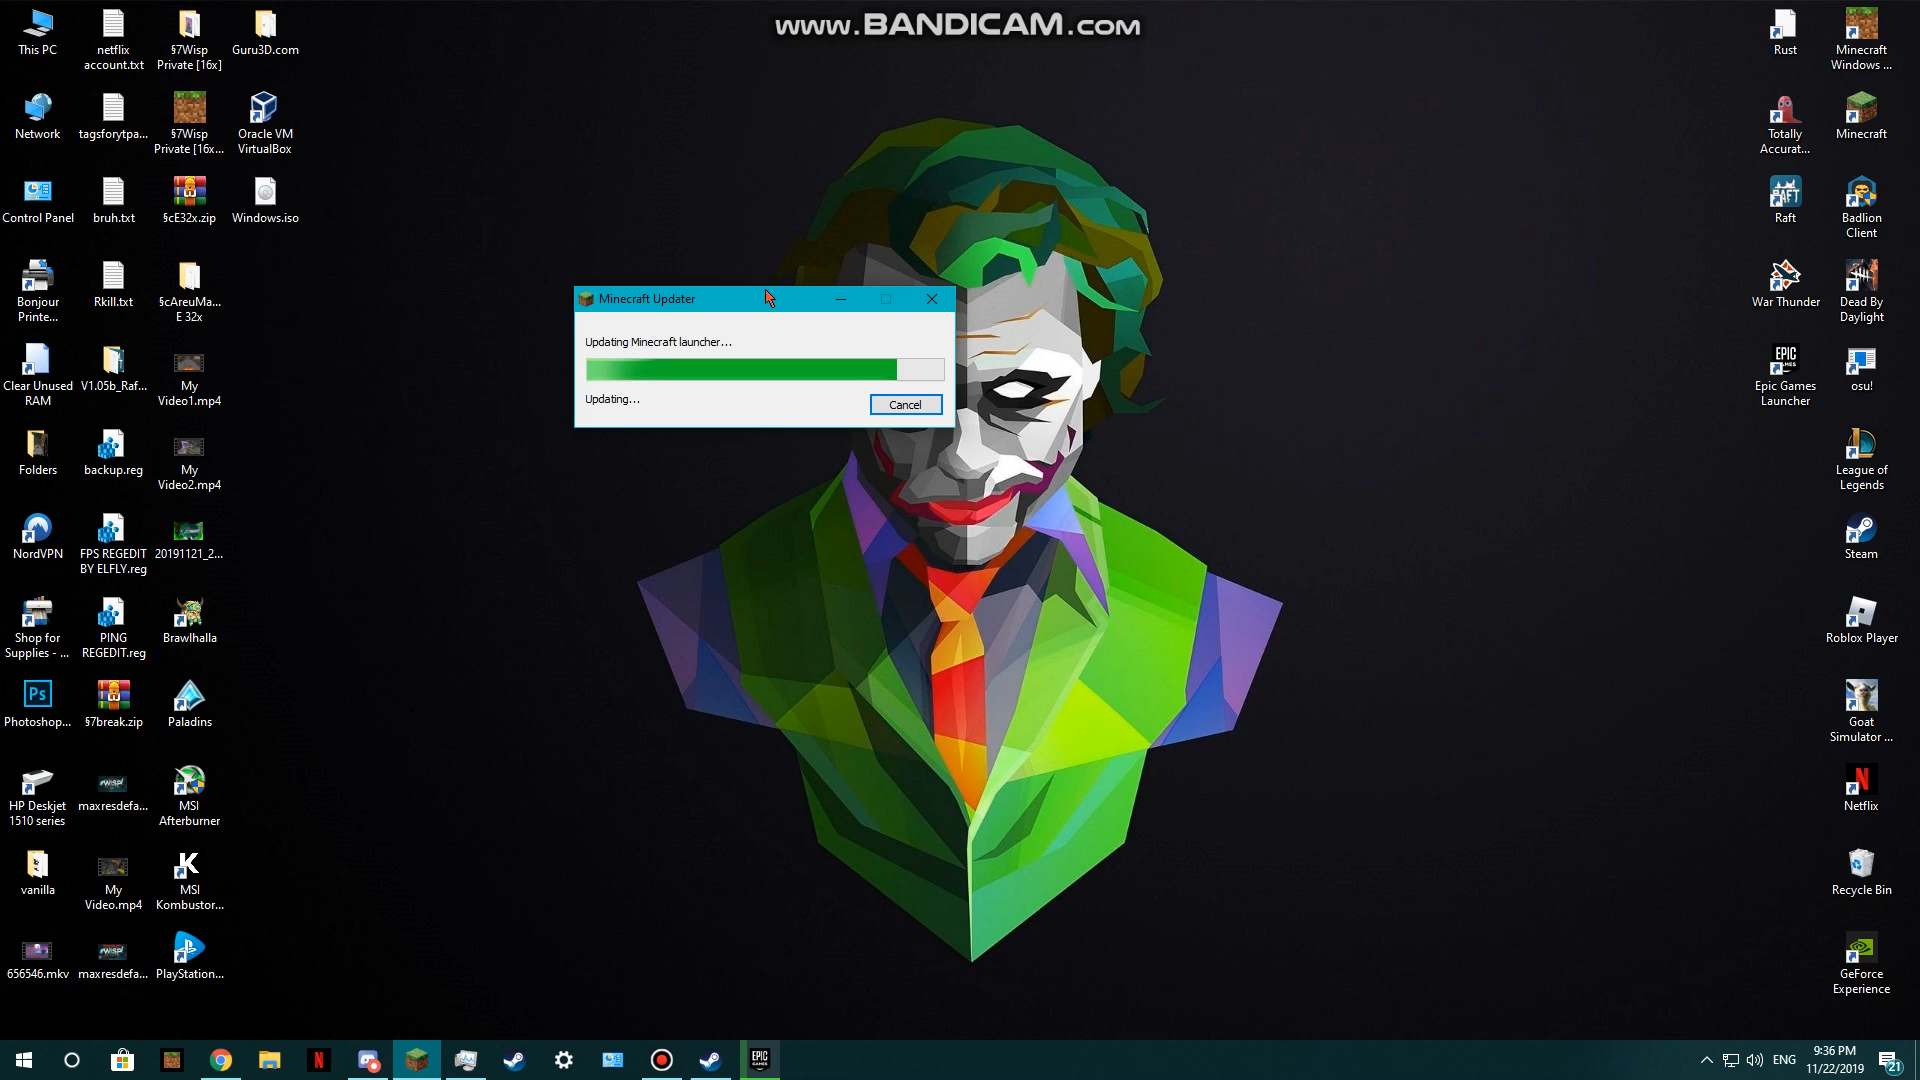 www.BANDICAM.com
This PC
netflix
account.txt
§7Wisp
Private [16x]
Guru3D.com
Network
tagsforytpa...
§7Wisp
Private [16x...
Oracle VM
VirtualBox
Control Panel
bruh.txt
§cE32x.zip
Windows.iso
Bonjour
Printe...
Rkill.txt
§cAreuMa...
E 32x
Clear Unused
RAM
V1.05b_Raf...
My
Video1.mp4
Folders
backup.reg
My
Video2.mp4
NordVPN
FPS REGEDIT
BY ELFLY.reg
20191121_2...
Shop for
Supplies - ...
PING
REGEDIT.reg
Brawlhalla
Ps
Photoshop...
§7break.zip
Paladins
HP Deskjet
1510 series
maxresdefa...
MSI
Afterburner
vanilla
My
Video.mp4
K
MSI
Kombustor...
656546.mkv
maxresdefa...
PlayStation...
Minecraft Updater
Updating Minecraft launcher...
Updating...
Cancel
Rust
Minecraft
Windows ...
Totally
Accurat...
Minecraft
RAFT
Raft
Badlion
Client
War Thunder
Dead By
Daylight
EPIC
GAMES
Epic Games
Launcher
osu!
League of
Legends
Steam
Roblox Player
Goat
Simulator ...
N
Netflix
Recycle Bin
GeForce
Experience
N
EPIC
GAMES
ENG
9:36 PM
11/22/2019
21